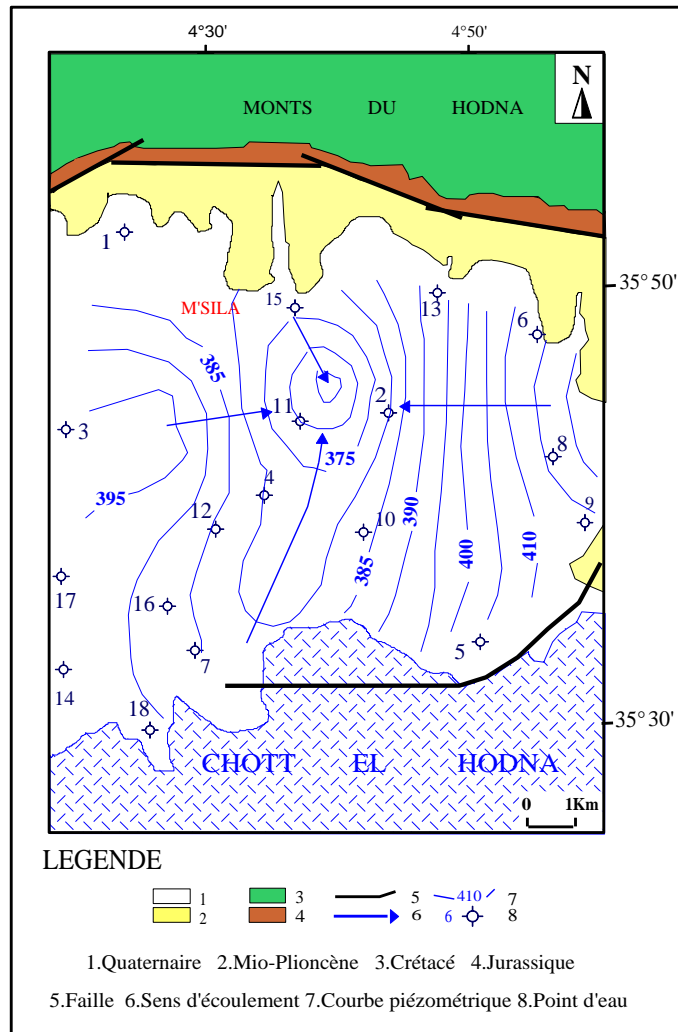 4°30' 4°50'
N
MONTS DU HODNA
1
35°50'
M'SILA 15 13
6
385
11 2
3 375 8
395 4
12 10 390 9
385 400 410
17 16
7 5
14
18 35°30'
CHOTT EL HODNA
0 1Km
LEGENDE
1 3 5 410 7
2 4 6 6 8
1.Quaternaire 2.Mio-Plioncène 3.Crétacé 4.Jurassique
5.Faille 6.Sens d'écoulement 7.Courbe piézométrique 8.Point d'eau